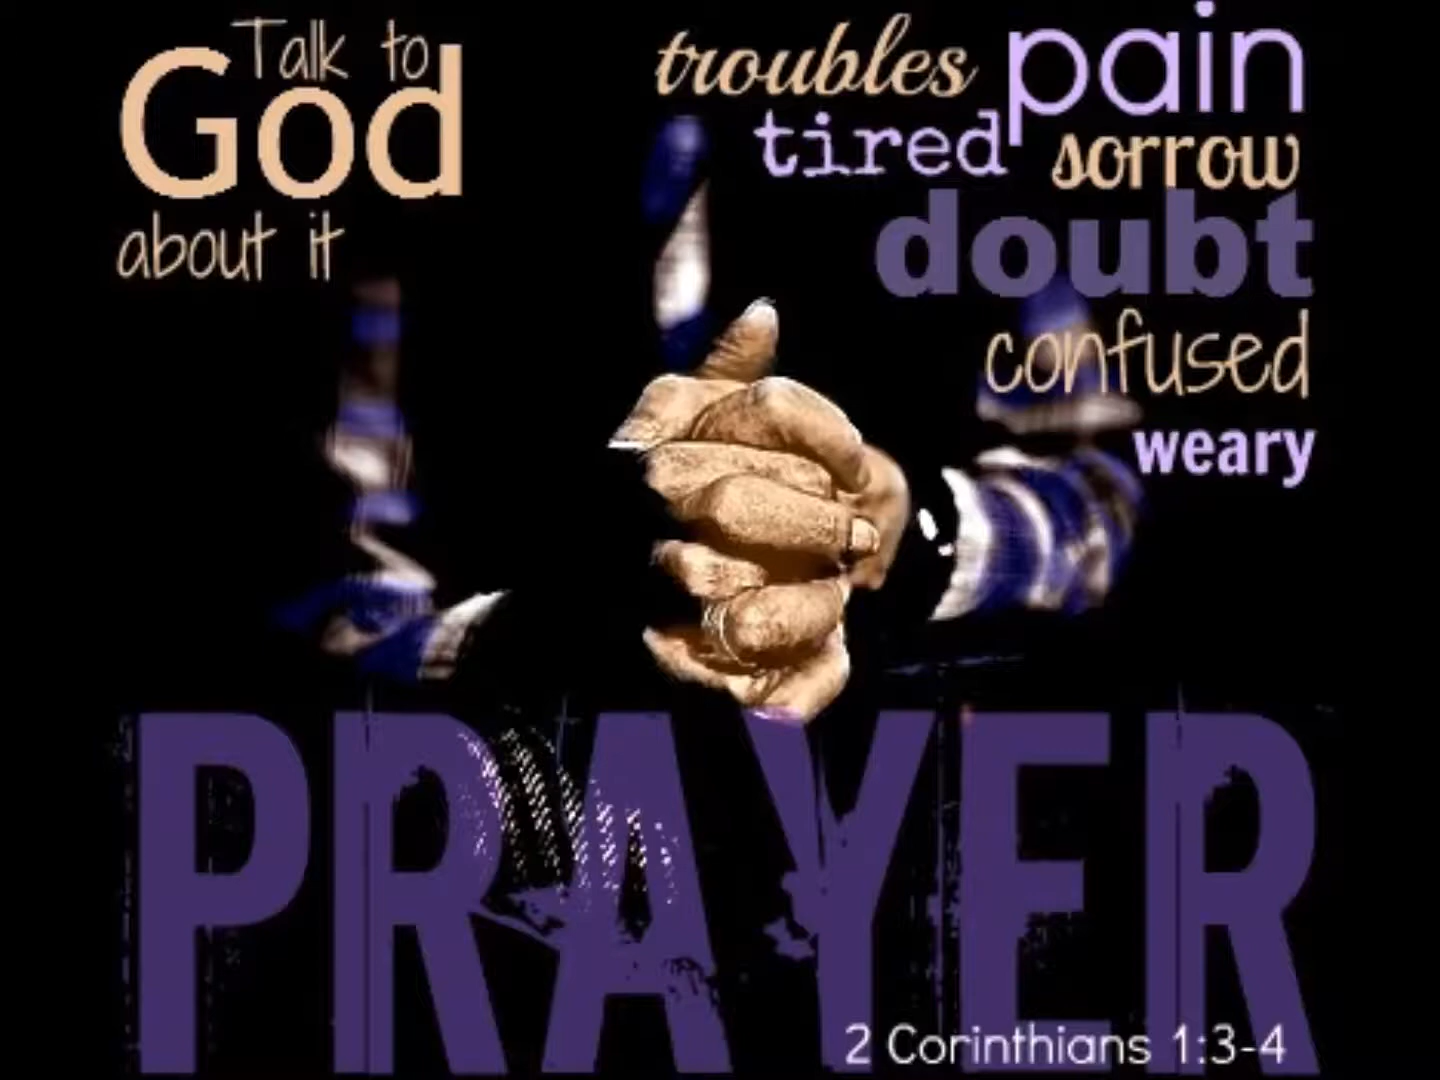 Talk to
God
about it
troubles pain
tired sorrow
doubt
confused
weary
PRAYER
2 Corinthians 1:3-4